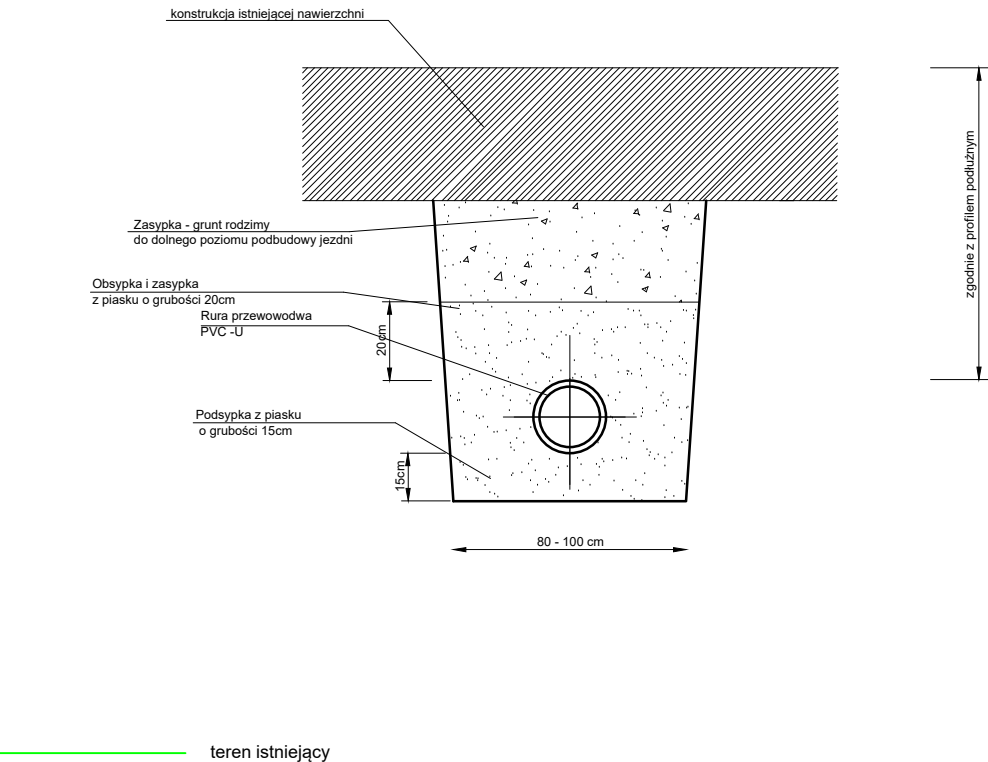 konstrukcja istniejącej nawierzchni
zgodnie z profilem podłużnym
Zasypka - grunt rodzimy
do dolnego poziomu podbudowy jezdni
Obsypka i zasypka
z piasku o grubości 20cm
Rura przewowodwa
PVC -U
20cm
Podsypka z piasku
o grubości 15cm
15cm
80 - 100 cm
teren istniejący